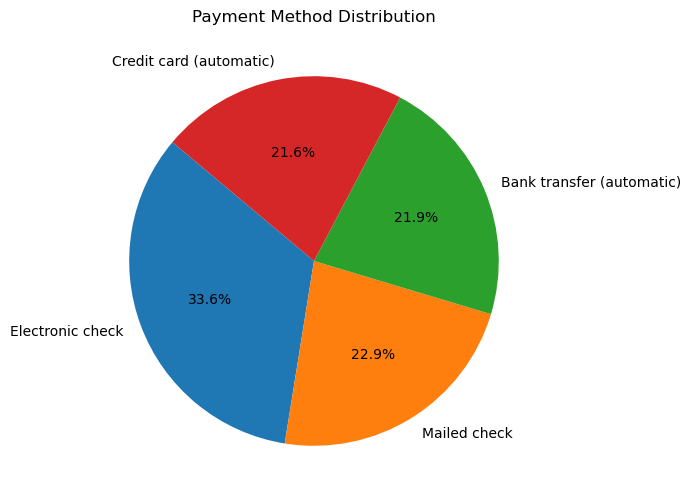 Payment Method Distribution
Credit card (automatic)
21.6%
Bank transfer (automatic)
21.9%
33.6%
Electronic check
22.9%
Mailed check